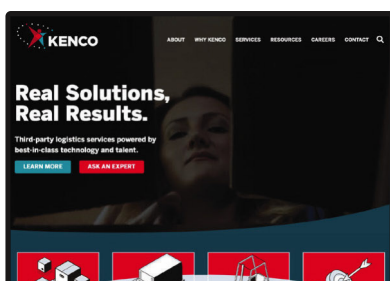 KENCO
ABOUT WHY KENCO SERVICES RESOURCES CAREERS CONTACT
Real Solutions,
Real Results.
Third-party logistics services powered by
best-in-class technology and talent.
LEARN MORE ASK AN EXPERT